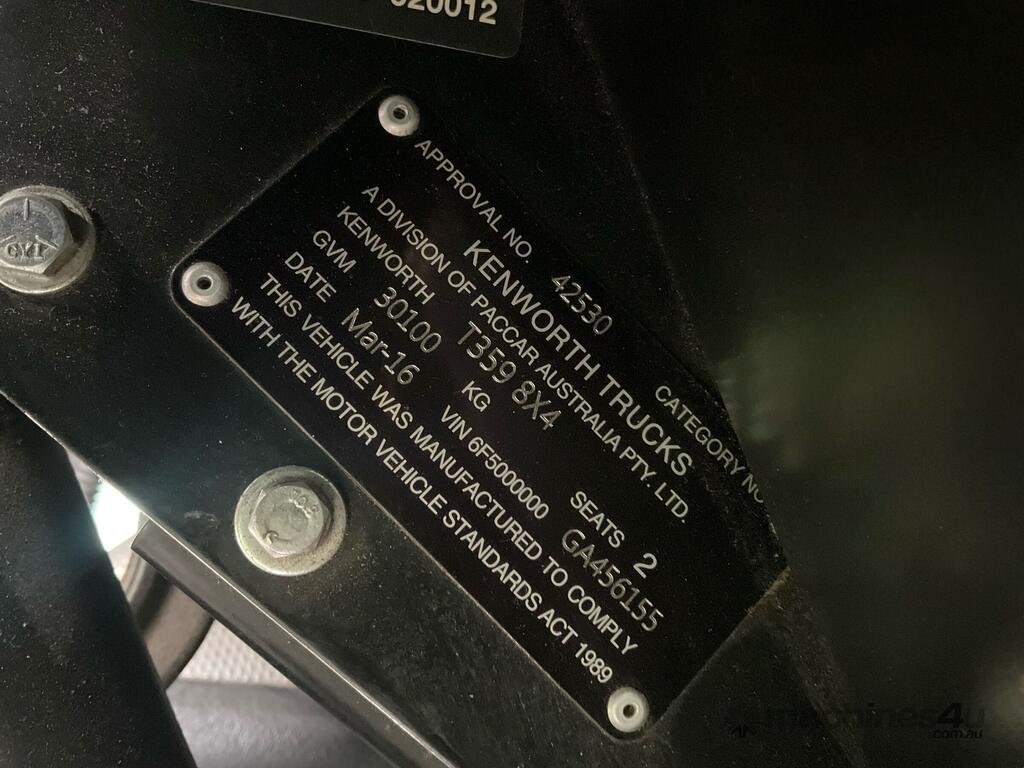 020012
APPROVAL NO. 42530 CATEGORY NO
KENWORTH TRUCKS
A DIVISION OF PACCAR AUSTRALIA PTY. LTD.
KENWORTH T359 8X4
GVM 30100 KG SEATS 2
DATE Mar-16 VIN 6F5000000 GA456155
THIS VEHICLE WAS MANUFACTURED TO COMPLY
WITH THE MOTOR VEHICLE STANDARDS ACT 1989
CYI
machines4u
.com.au